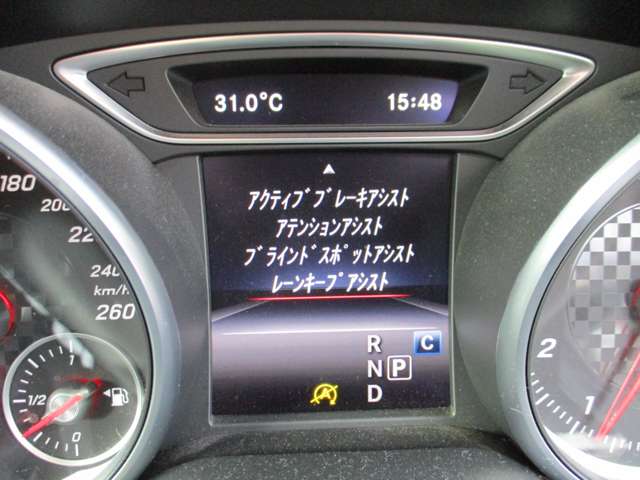 31.0°C 15:48
アクティブブレーキアシスト
アテンションアシスト
ブラインドスポットアシスト
レーンキープアシスト
R C
N P
D
A
180
200
220
240
km/h
260
1
1/2
0
2
1